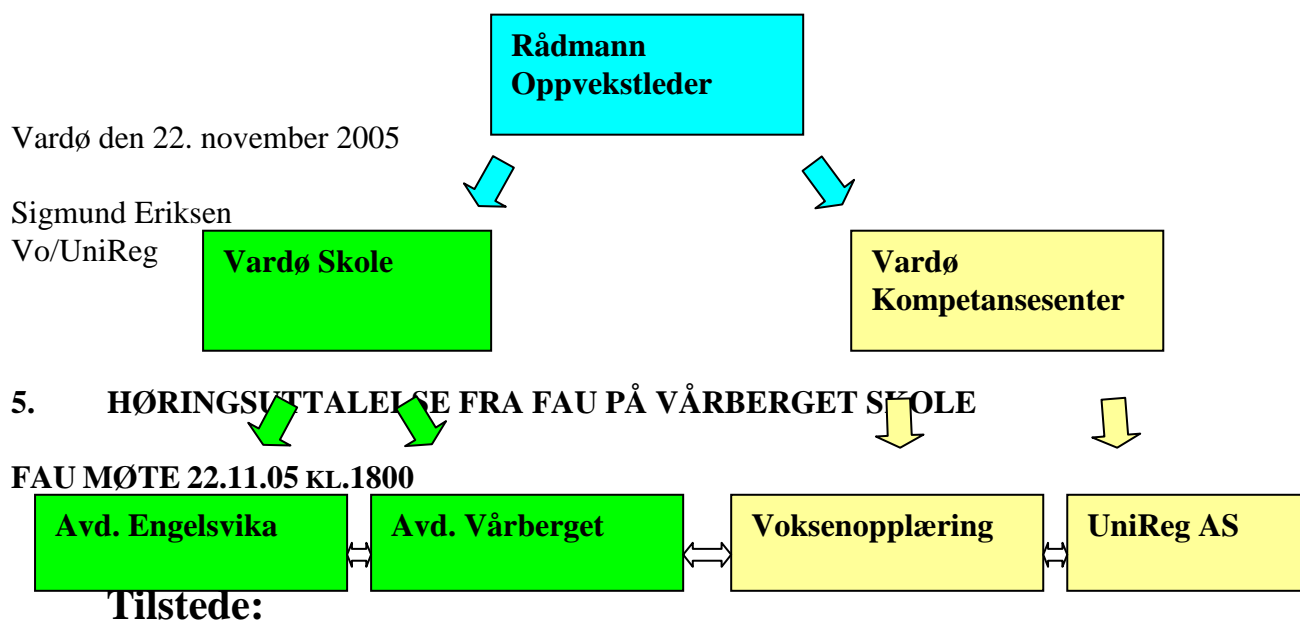 Rådmann
Oppvekstleder
Vardø den 22. november 2005
Sigmund Eriksen
Vo/UniReg
Vardø Skole
Vardø
Kompetansesenter
5. HØRINGSUTTALELSE FRA FAU PÅ VÅRBERGET SKOLE
FAU MØTE 22.11.05 KL.1800
Avd. Engelsvika
Avd. Vårberget
Voksenopplæring
UniReg AS
Tilstede: